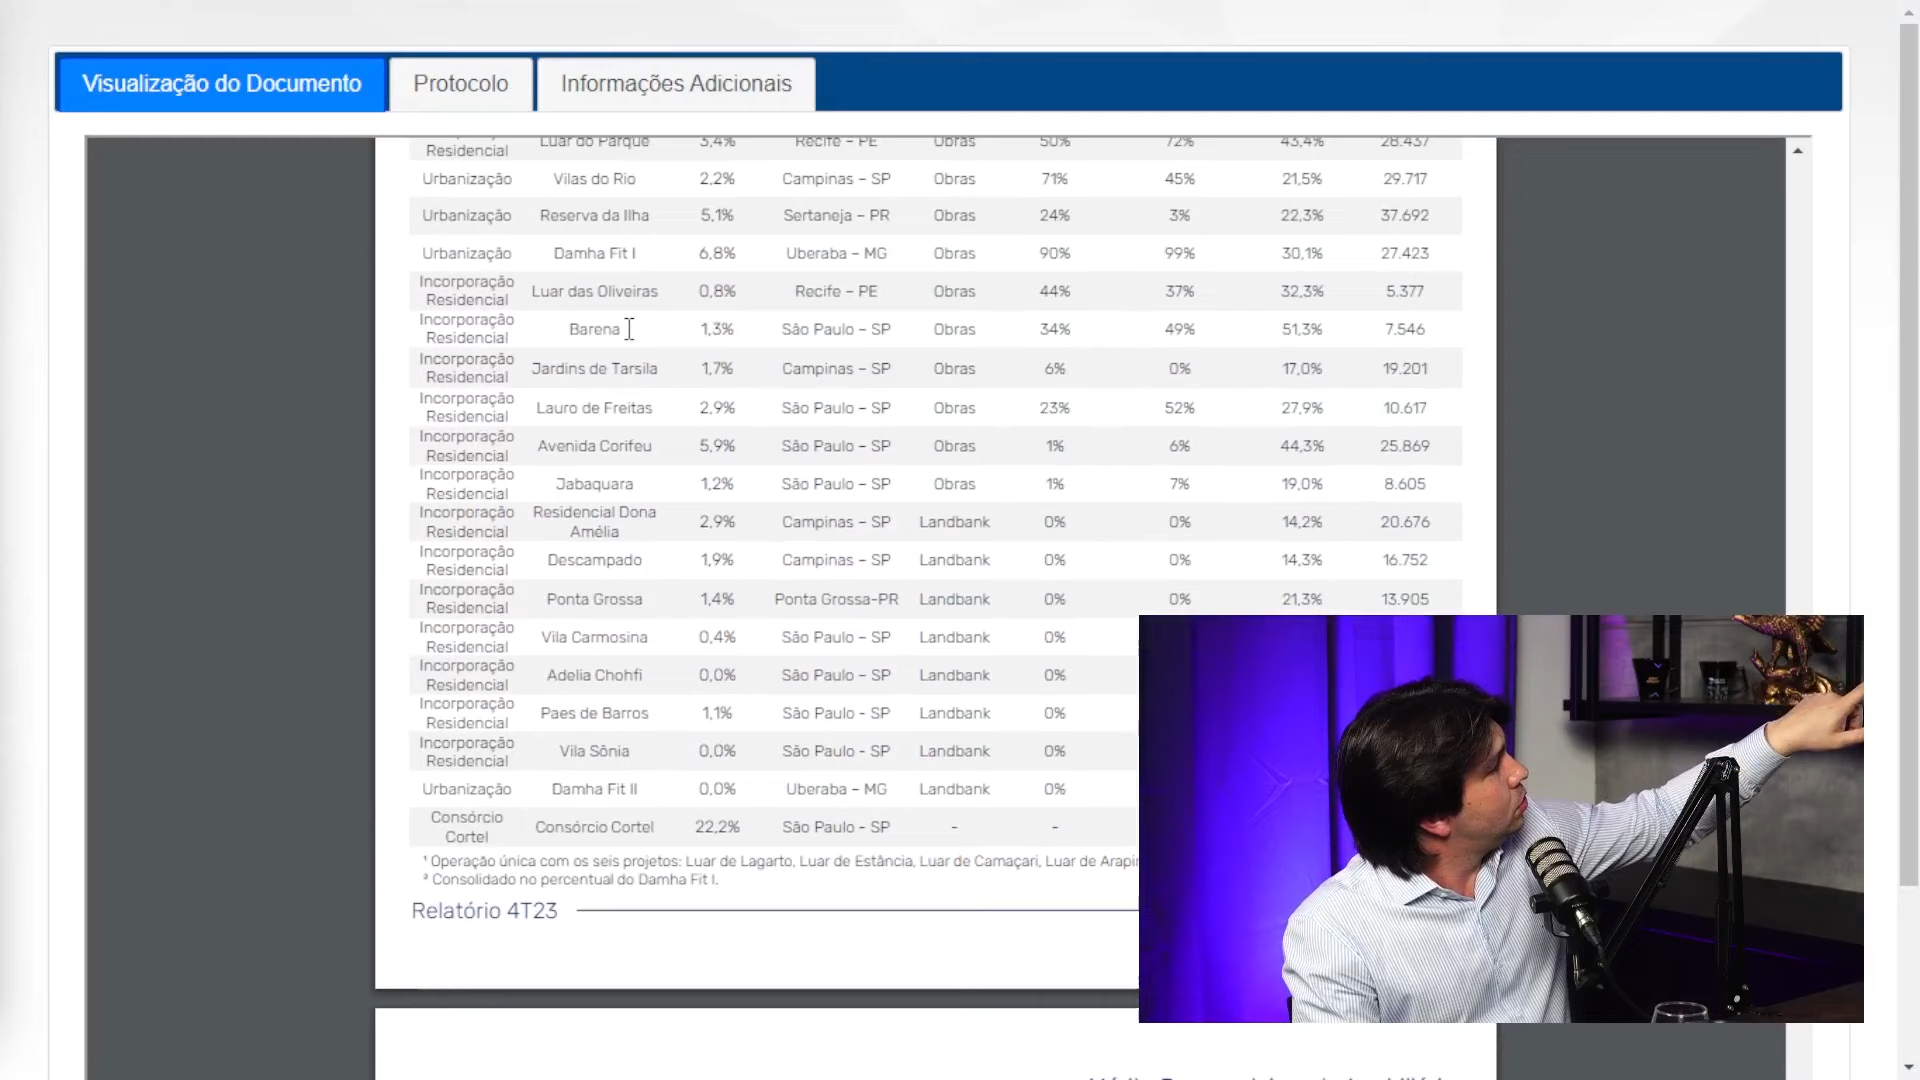 Visualização do Documento Protocolo Informações Adicionais
Residencial Luar do Parque 3,4% Recife – PE Obras 50% 72% 43,4% 28.437
Urbanização Vilas do Rio 2,2% Campinas – SP Obras 71% 45% 21,5% 29.717
Urbanização Reserva da Ilha 5,1% Sertaneja – PR Obras 24% 3% 22,3% 37.692
Urbanização Damha Fit I 6,8% Uberaba – MG Obras 90% 99% 30,1% 27.423
Incorporação
Residencial Luar das Oliveiras 0,8% Recife – PE Obras 44% 37% 32,3% 5.377
Incorporação
Residencial Barena 1,3% São Paulo – SP Obras 34% 49% 51,3% 7.546
Incorporação
Residencial Jardins de Tarsila 1,7% Campinas – SP Obras 6% 0% 17,0% 19.201
Incorporação
Residencial Lauro de Freitas 2,9% São Paulo – SP Obras 23% 52% 27,9% 10.617
Incorporação
Residencial Avenida Corifeu 5,9% São Paulo – SP Obras 1% 6% 44,3% 25.869
Incorporação
Residencial Jabaquara 1,2% São Paulo – SP Obras 1% 7% 19,0% 8.605
Incorporação Residencial Dona
Residencial Amélia 2,9% Campinas – SP Landbank 0% 0% 14,2% 20.676
Incorporação
Residencial Descampado 1,9% Campinas – SP Landbank 0% 0% 14,3% 16.752
Incorporação
Residencial Ponta Grossa 1,4% Ponta Grossa-PR Landbank 0% 0% 21,3% 13.905
Incorporação
Residencial Vila Carmosina 0,4% São Paulo – SP Landbank 0%
Incorporação
Residencial Adelia Chohfi 0,0% São Paulo – SP Landbank 0%
Incorporação
Residencial Paes de Barros 1,1% São Paulo - SP Landbank 0%
Incorporação
Residencial Vila Sônia 0,0% São Paulo - SP Landbank 0%
Urbanização Damha Fit II 0,0% Uberaba – MG Landbank 0%
Consórcio
Cortel Consórcio Cortel 22,2% São Paulo - SP - -
¹ Operação única com os seis projetos: Luar de Lagarto, Luar de Estância, Luar de Camaçari, Luar de
² Consolidado no percentual do Damha Fit I.
Relatório 4T23